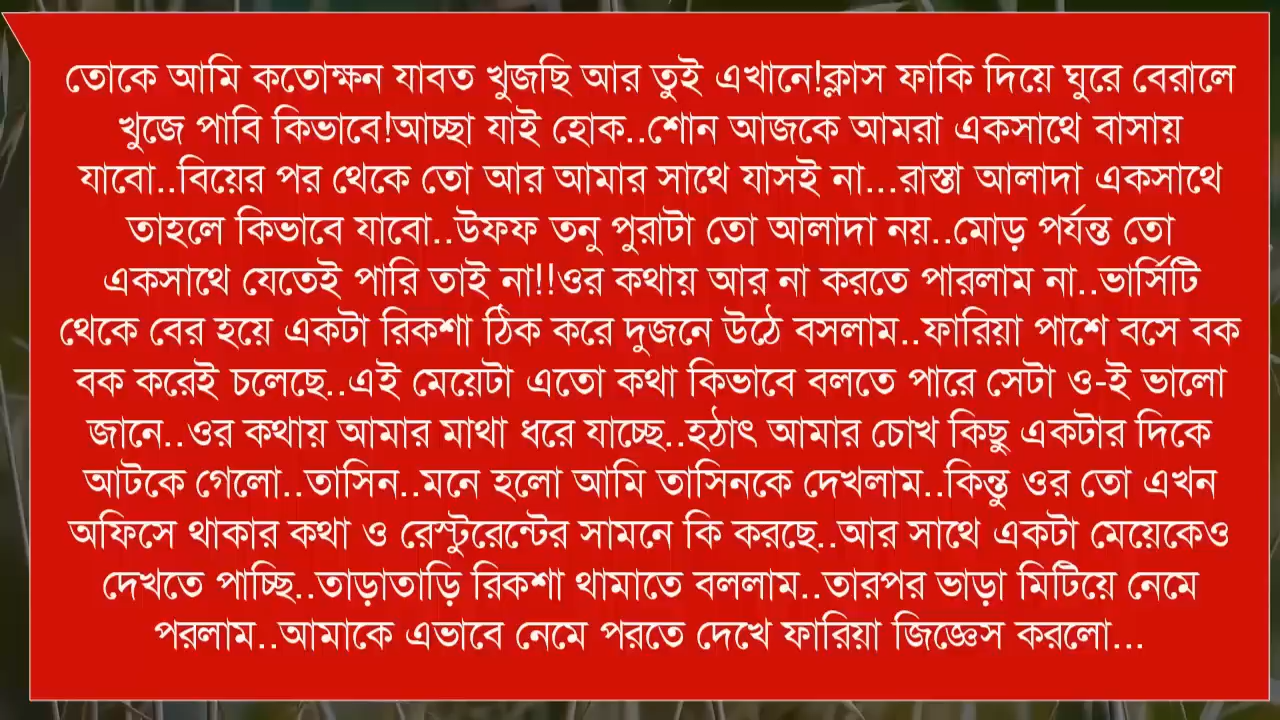 তোকে আমি কতোক্ষন যাবত খুজছি আর তুই এখানে!ক্লাস ফাকি দিয়ে ঘুরে বেরালে
খুজে পাবি কিভাবে!আচ্ছা যাই হোক..শোন আজকে আমরা একসাথে বাসায়
যাবো..বিয়ের পর থেকে তো আর আমার সাথে যাসই না...রাস্তা আলাদা একসাথে
তাহলে কিভাবে যাবো..উফফ তনু পুরাটা তো আলাদা নয়..মোড় পর্যন্ত তো
একসাথে যেতেই পারি তাই না!!ওর কথায় আর না করতে পারলাম না..ভার্সিটি
থেকে বের হয়ে একটা রিকশা ঠিক করে দুজনে উঠে বসলাম..ফারিয়া পাশে বসে বক
বক করেই চলেছে..এই মেয়েটা এতো কথা কিভাবে বলতে পারে সেটা ও-ই ভালো
জানে..ওর কথায় আমার মাথা ধরে যাচ্ছে..হঠাৎ আমার চোখ কিছু একটার দিকে
আটকে গেলো..তাসিন..মনে হলো আমি তাসিনকে দেখলাম..কিন্তু ওর তো এখন
অফিসে থাকার কথা ও রেস্টুরেন্টের সামনে কি করছে..আর সাথে একটা মেয়েকেও
দেখতে পাচ্ছি..তাড়াতাড়ি রিকশা থামাতে বললাম..তারপর ভাড়া মিটিয়ে নেমে
পরলাম..আমাকে এভাবে নেমে পরতে দেখে ফারিয়া জিজ্ঞেস করলো...